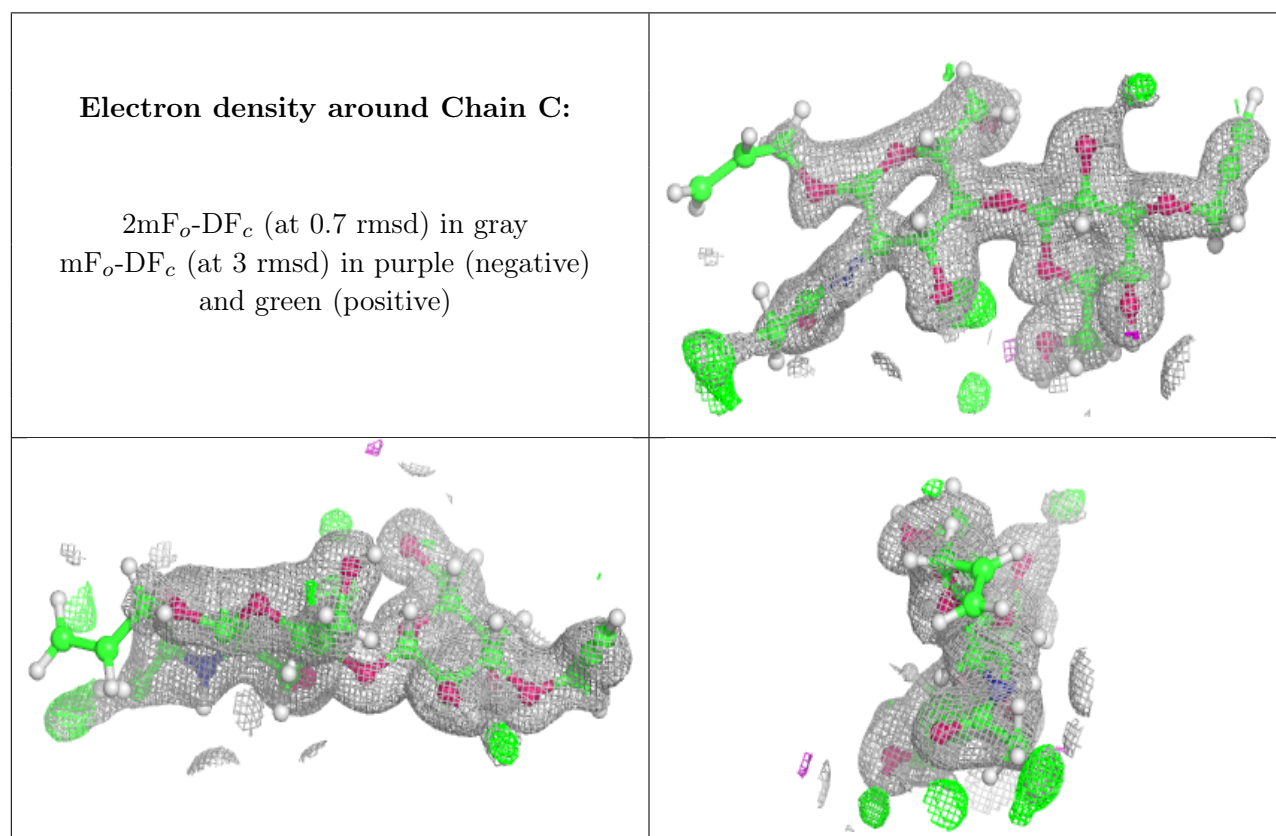 Electron density around Chain C:
2mFₒ-DF𝒸 (at 0.7 rmsd) in gray
mFₒ-DF𝒸 (at 3 rmsd) in purple (negative)
and green (positive)